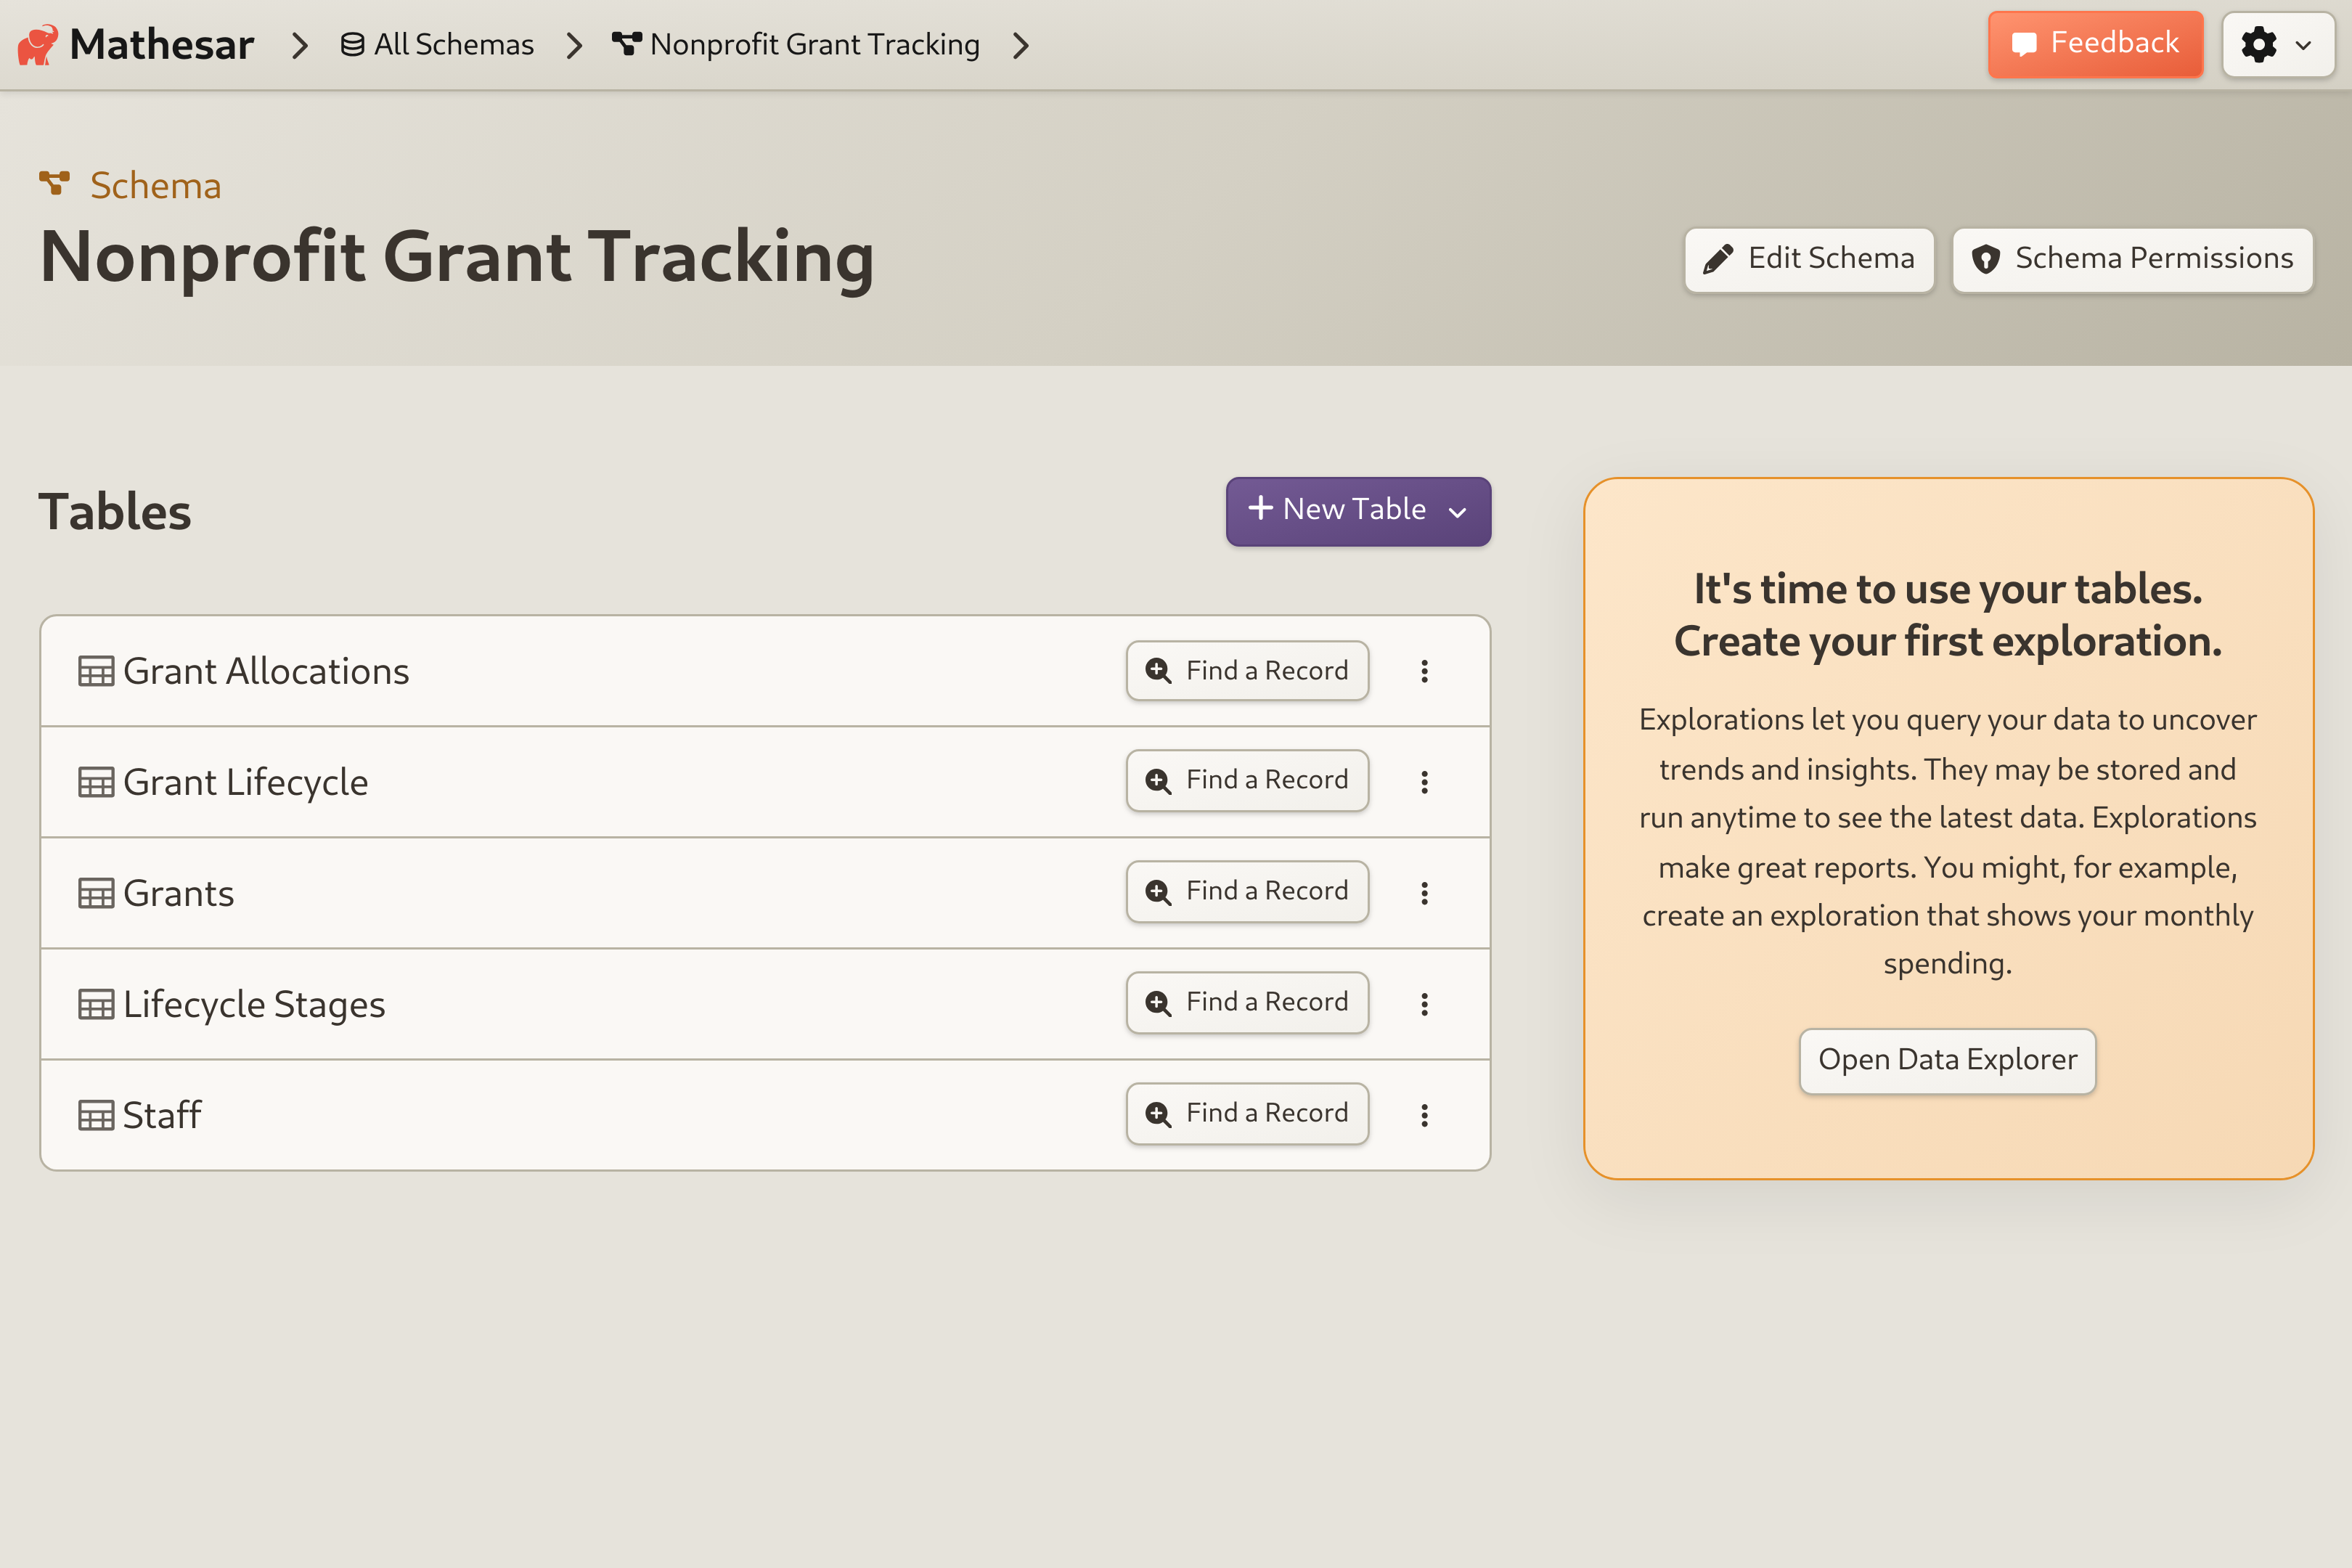 Mathesar All Schemas Nonprofit Grant Tracking Feedback
Schema
Nonprofit Grant Tracking
Edit Schema Schema Permissions
Tables
New Table
Grant Allocations Find a Record
Grant Lifecycle Find a Record
Grants Find a Record
Lifecycle Stages Find a Record
Staff Find a Record
It's time to use your tables.
Create your first exploration.
Explorations let you query your data to uncover
trends and insights. They may be stored and
run anytime to see the latest data. Explorations
make great reports. You might, for example,
create an exploration that shows your monthly
spending.
Open Data Explorer